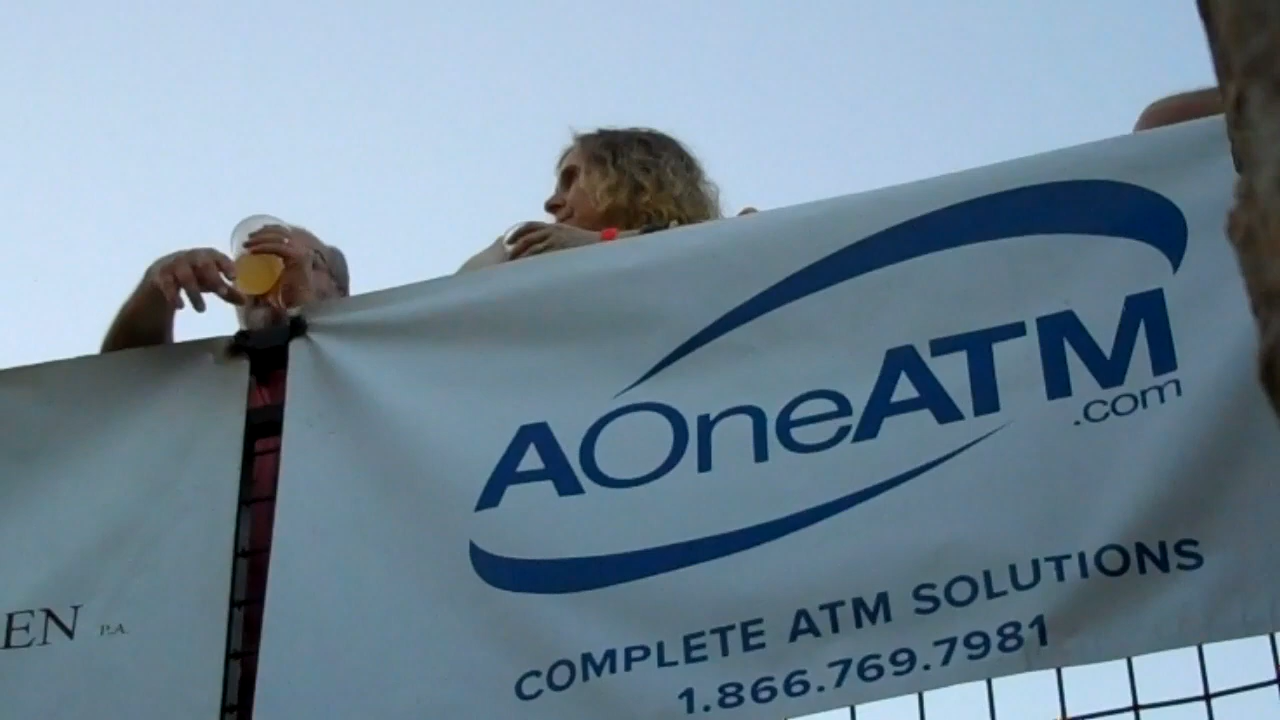 AOneATM
.com
COMPLETE ATM SOLUTIONS
1.866.769.7981
EN P.A.